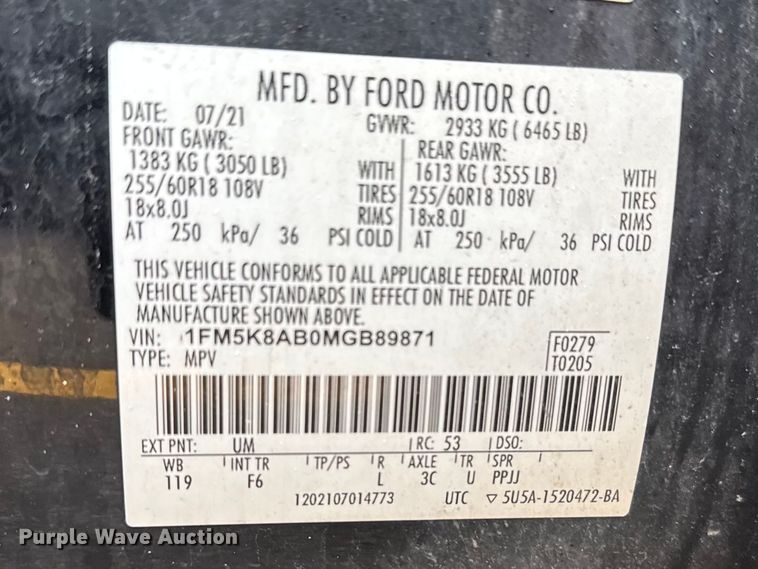 MFD. BY FORD MOTOR CO.
DATE: 07/21 GVWR: 2933 KG ( 6465 LB)
FRONT GAWR: REAR GAWR:
1383 KG ( 3050 LB) WITH 1613 KG ( 3555 LB) WITH
255/60R18 108V TIRES 255/60R18 108V TIRES
18x8.0J RIMS 18x8.0J RIMS
AT 250 kPa/ 36 PSI COLD AT 250 kPa/ 36 PSI COLD
THIS VEHICLE CONFORMS TO ALL APPLICABLE FEDERAL MOTOR
VEHICLE SAFETY STANDARDS IN EFFECT ON THE DATE OF
MANUFACTURE SHOWN ABOVE.
VIN: 1FM5K8AB0MGB89871 F0279
TYPE: MPV T0205
EXT PNT: UM RC: 53 DSO:
WB INT TR TP/PS R AXLE TR SPR
119 F6 L 3C U PPJJ
1202107014773 UTC ▽5U5A-1520472-BA
Purple Wave Auction